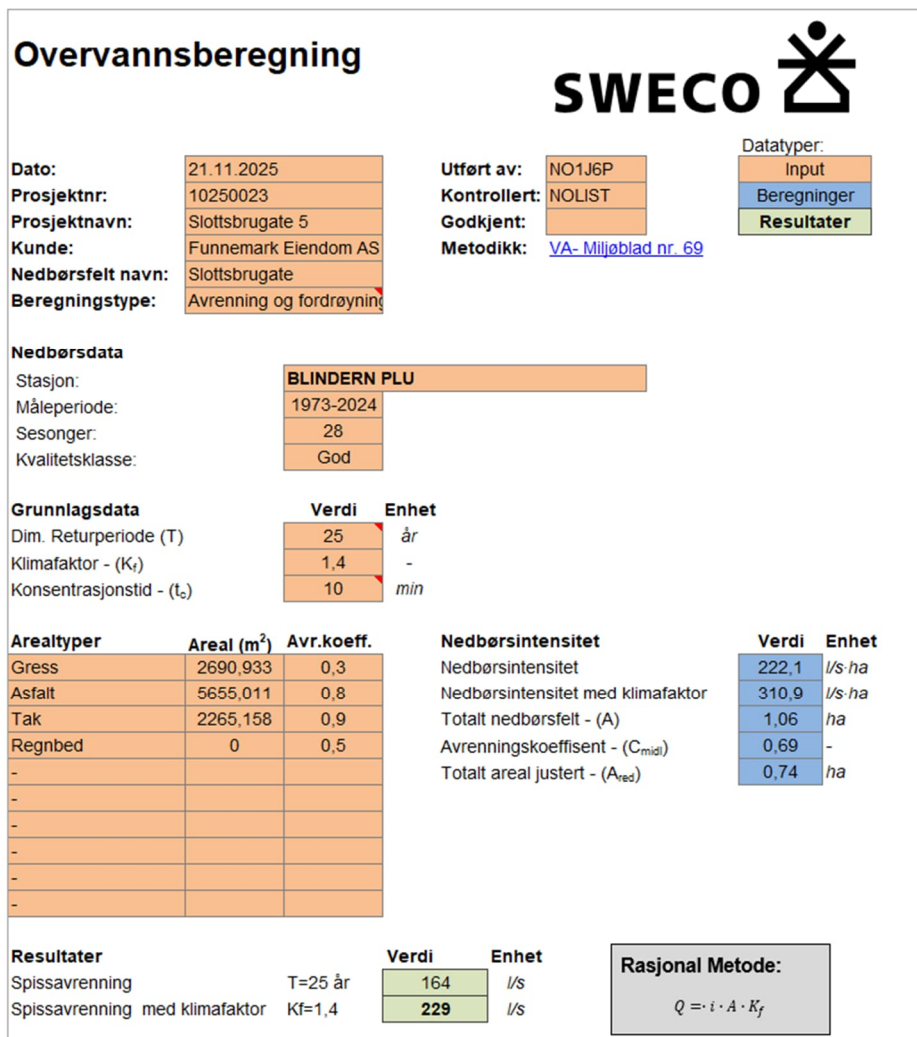 Overvannsberegning
SWECO
Datatyper:
Dato: 21.11.2025 Utført av: NO1J6P Input
Prosjektnr: 10250023 Kontrollert: NOLIST Beregninger
Prosjektnavn: Slottsbrugate 5 Godkjent: Resultater
Kunde: Funnemark Eiendom AS Metodikk: VA- Miljøblad nr. 69
Nedbørsfelt navn: Slottsbrugate
Beregningstype: Avrenning og fordrøyning
Nedbørsdata
Stasjon: BLINDERN PLU
Måleperiode: 1973-2024
Sesonger: 28
Kvalitetsklasse: God
Grunnlagsdata Verdi Enhet
Dim. Returperiode (T) 25 år
Klimafaktor - (Kf) 1,4 -
Konsentrasjonstid - (tc) 10 min
Arealtyper Areal (m²) Avr.koeff. Nedbørsintensitet Verdi Enhet
Gress 2690,933 0,3 Nedbørsintensitet 222,1 l/s·ha
Asfalt 5655,011 0,8 Nedbørsintensitet med klimafaktor 310,9 l/s·ha
Tak 2265,158 0,9 Totalt nedbørsfelt - (A) 1,06 ha
Regnbed 0 0,5 Avrenningskoeffisent - (Cmidl) 0,69 -
- Totalt areal justert - (Ared) 0,74 ha
-
-
-
-
-
Resultater Verdi Enhet Rasjonal Metode:
Spissavrenning T=25 år 164 l/s
Spissavrenning med klimafaktor Kf=1,4 229 l/s Q =· i · A · Kf